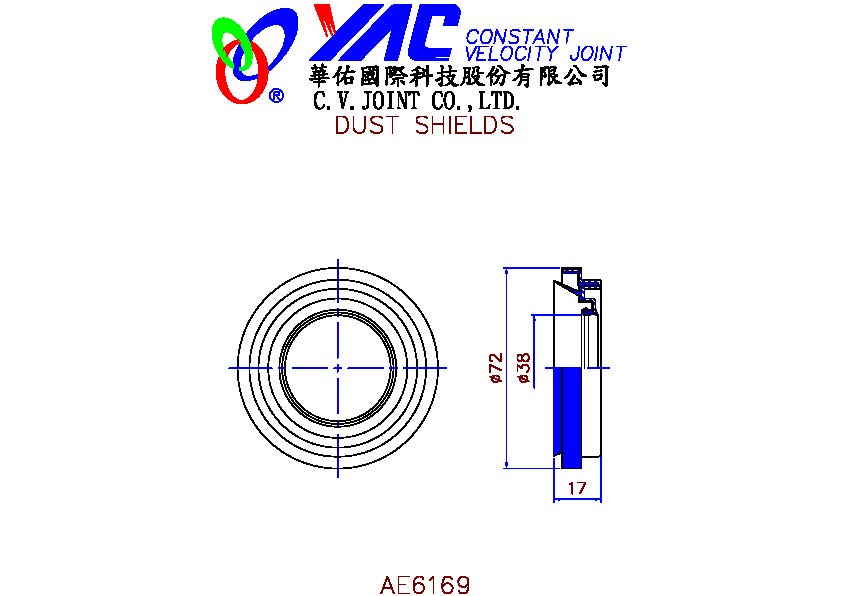 YAC CONSTANT
VELOCITY JOINT
®
華佑國際科技股份有限公司
C.V.JOINT CO.,LTD.
DUST SHIELDS
ø72
ø38
17
AE6169